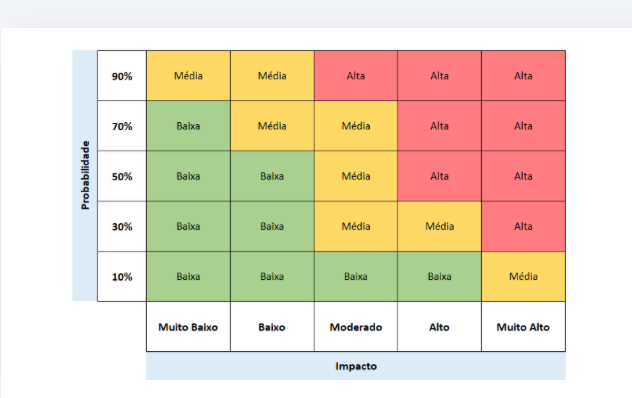 Probabilidade
90% Média Média Alta Alta Alta
70% Baixa Média Média Alta Alta
50% Baixa Baixa Média Alta Alta
30% Baixa Baixa Média Média Alta
10% Baixa Baixa Baixa Baixa Média
Muito Baixo Baixo Moderado Alto Muito Alto
Impacto